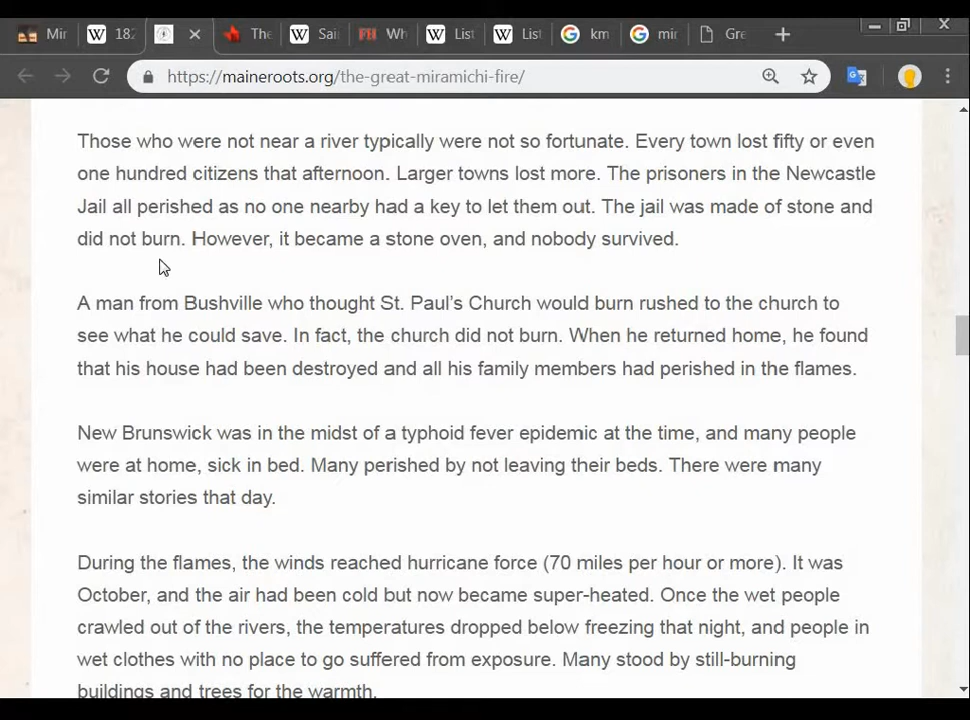 Mir
182
The
Sai
FH Wh
List
List
km
mir
Gre
https://maineroots.org/the-great-miramichi-fire/
Those who were not near a river typically were not so fortunate. Every town lost fifty or even
one hundred citizens that afternoon. Larger towns lost more. The prisoners in the Newcastle
Jail all perished as no one nearby had a key to let them out. The jail was made of stone and
did not burn. However, it became a stone oven, and nobody survived.
A man from Bushville who thought St. Paul's Church would burn rushed to the church to
see what he could save. In fact, the church did not burn. When he returned home, he found
that his house had been destroyed and all his family members had perished in the flames.
New Brunswick was in the midst of a typhoid fever epidemic at the time, and many people
were at home, sick in bed. Many perished by not leaving their beds. There were many
similar stories that day.
During the flames, the winds reached hurricane force (70 miles per hour or more). It was
October, and the air had been cold but now became super-heated. Once the wet people
crawled out of the rivers, the temperatures dropped below freezing that night, and people in
wet clothes with no place to go suffered from exposure. Many stood by still-burning
buildings and trees for the warmth.